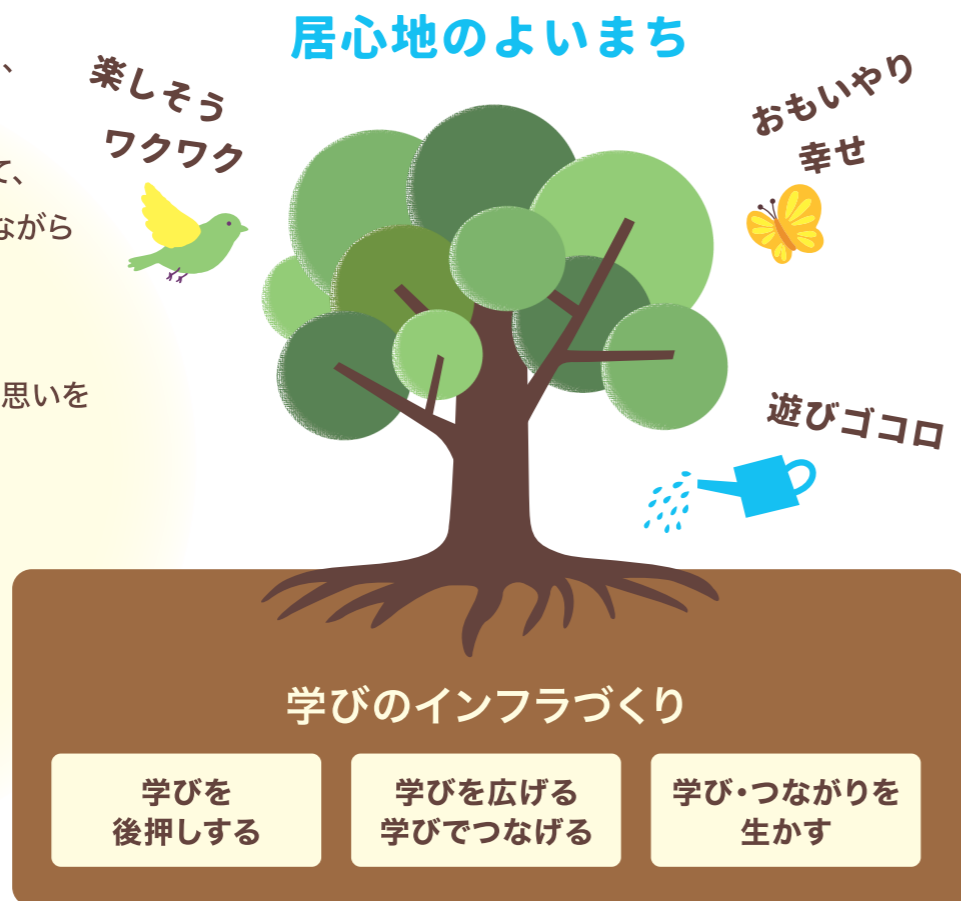 居心地のよいまち
、
て、
ながら
思いを
楽しそう
ワクワク
おもいやり
幸せ
遊びゴコロ
学びのインフラづくり
学びを
後押しする
学びを広げる
学びでつなげる
学び・つながりを
生かす